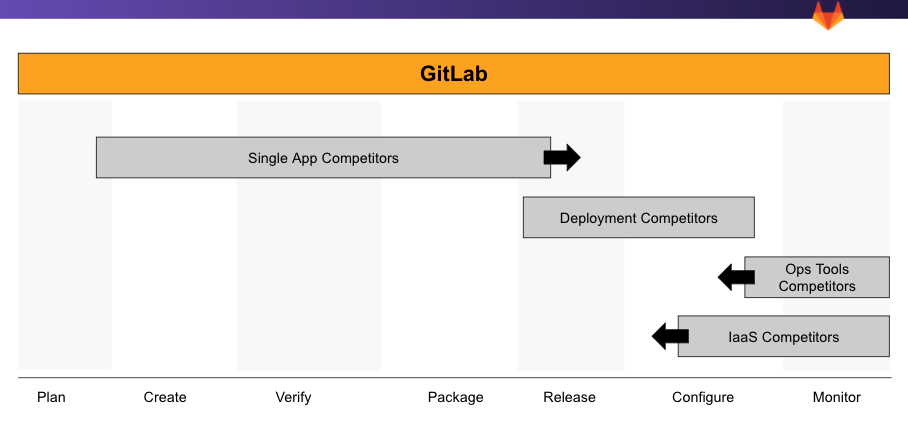 GitLab
Single App Competitors
Deployment Competitors
Ops Tools
Competitors
IaaS Competitors
Plan
Create
Verify
Package
Release
Configure
Monitor